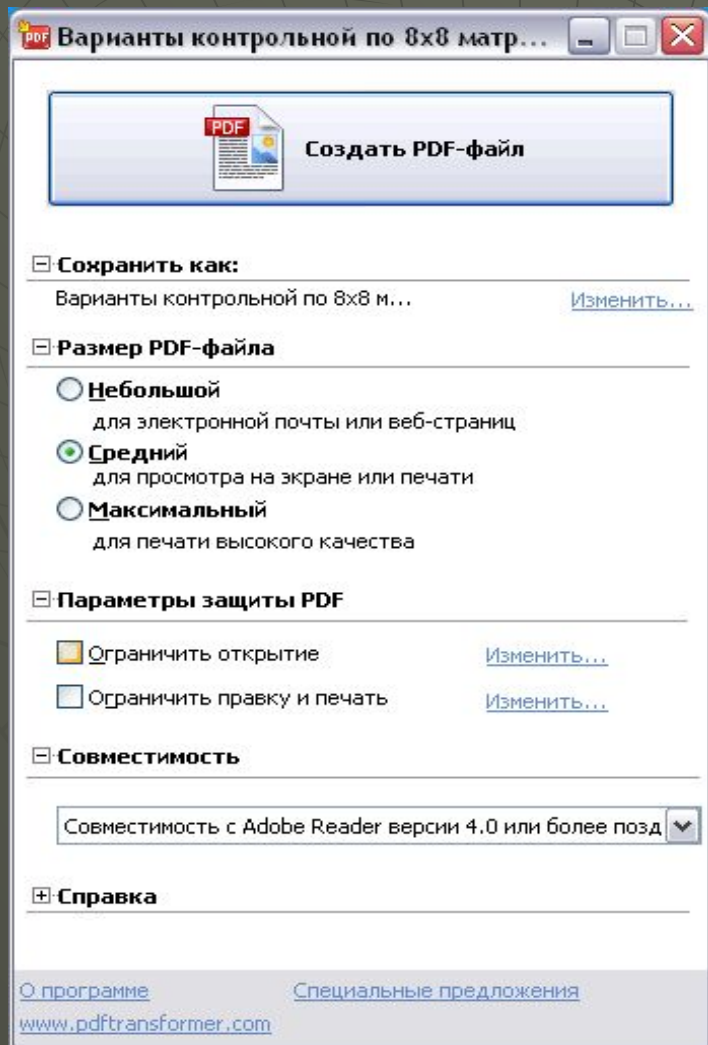 Варианты контрольной по 8x8 матр...
PDF
Создать PDF-файл
Сохранить как:
Варианты контрольной по 8x8 м... Изменить...
Размер PDF-файла
Небольшой
для электронной почты или веб-страниц
Средний
для просмотра на экране или печати
Максимальный
для печати высокого качества
Параметры защиты PDF
Ограничить открытие Изменить...
Ограничить правку и печать Изменить...
Совместимость
Совместимость с Adobe Reader версии 4.0 или более позд
Справка
О программе Специальные предложения
www.pdftransformer.com